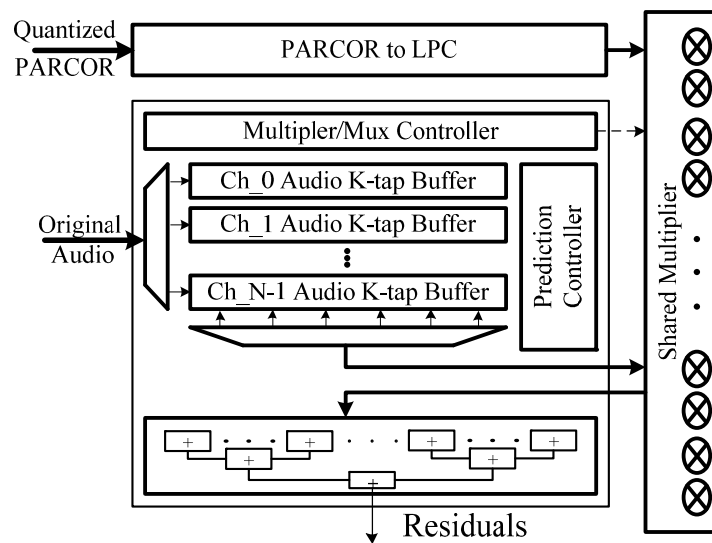 Quantized
PARCOR
PARCOR to LPC
Multipler/Mux Controller
Ch_0 Audio K-tap Buffer
Original
Audio
Ch_1 Audio K-tap Buffer
Ch_N-1 Audio K-tap Buffer
Prediction
Controller
Shared Multiplier
+ + + +
+ +
+
Residuals